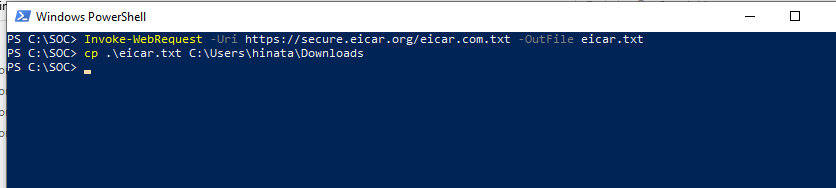 Windows PowerShell
PS C:\SOC> Invoke-WebRequest -Uri https://secure.eicar.org/eicar.com.txt -OutFile eicar.txt
PS C:\SOC> cp .\eicar.txt C:\Users\hinata\Downloads
PS C:\SOC>